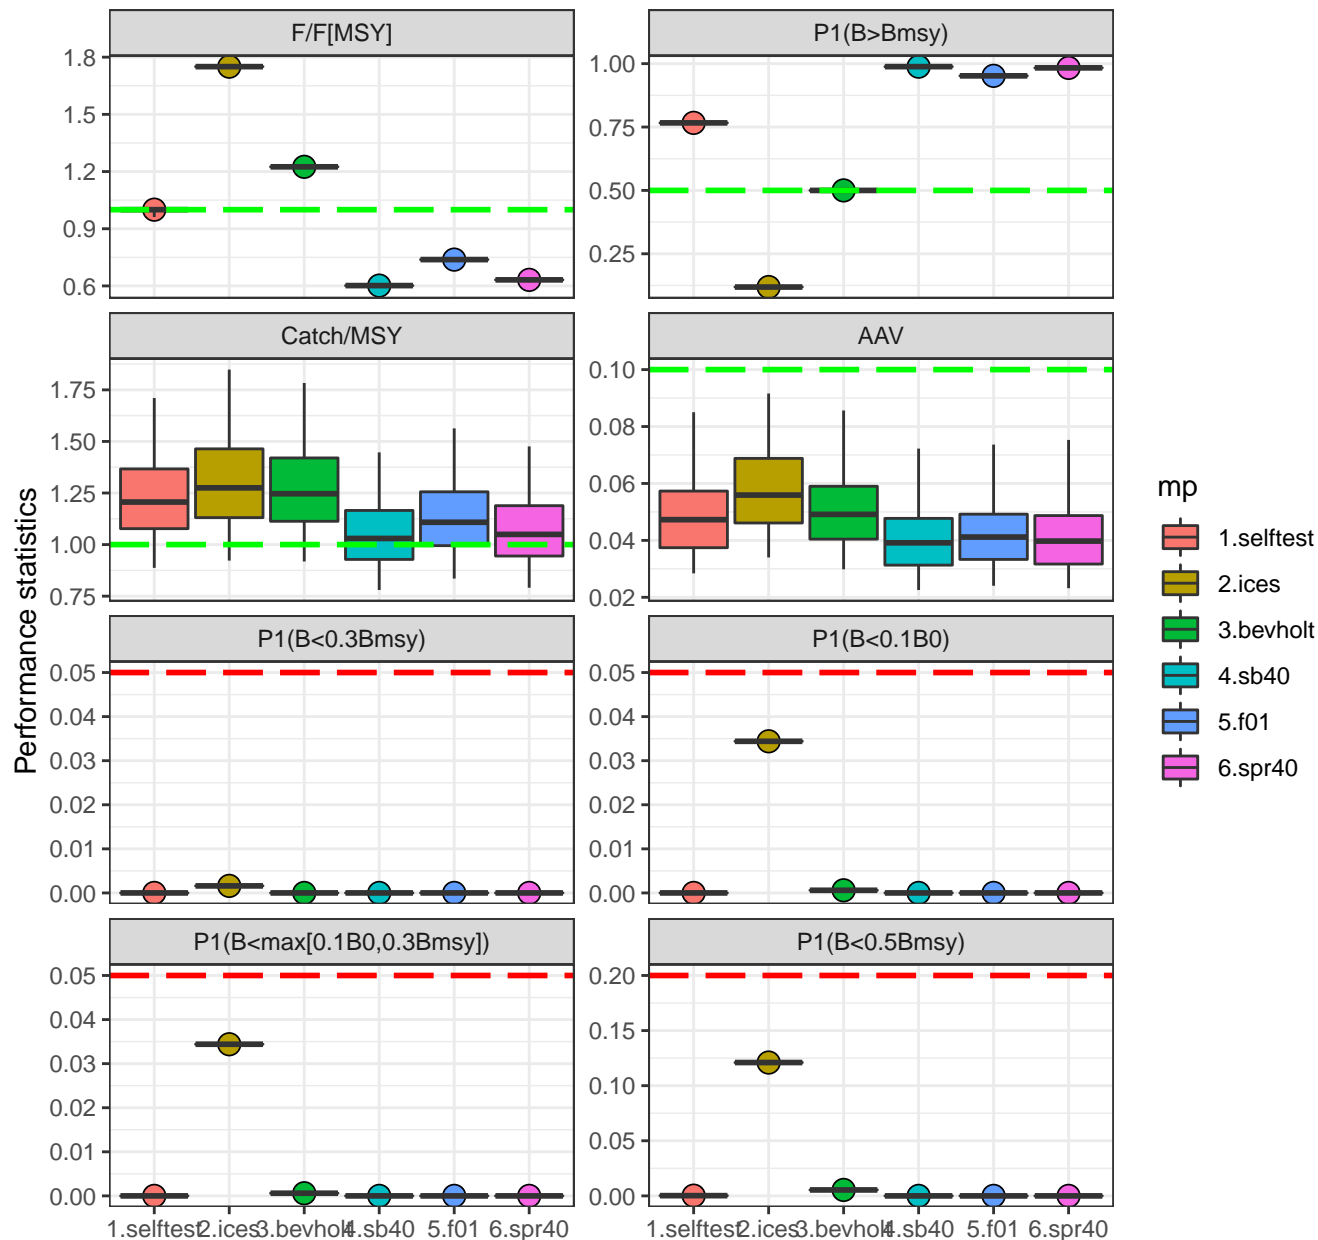 F/F[MSY]
P1(B>Bmsy)
1.8
1.5
1.2
0.9
0.6
1.00
0.75
0.50
0.25
Catch/MSY
AAV
1.75
1.50
1.25
1.00
0.75
0.10
0.08
0.06
0.04
0.02
P1(B<0.3Bmsy)
P1(B<0.1B0)
0.05
0.04
0.03
0.02
0.01
0.00
0.05
0.04
0.03
0.02
0.01
0.00
P1(B<max[0.1B0,0.3Bmsy])
P1(B<0.5Bmsy)
0.05
0.04
0.03
0.02
0.01
0.00
0.20
0.15
0.10
0.05
0.00
1.selftest 2.ices 3.bevholt 4.sb40 5.f01 6.spr40
1.selftest 2.ices 3.bevholt 4.sb40 5.f01 6.spr40
Performance statistics
mp
1.selftest
2.ices
3.bevholt
4.sb40
5.f01
6.spr40